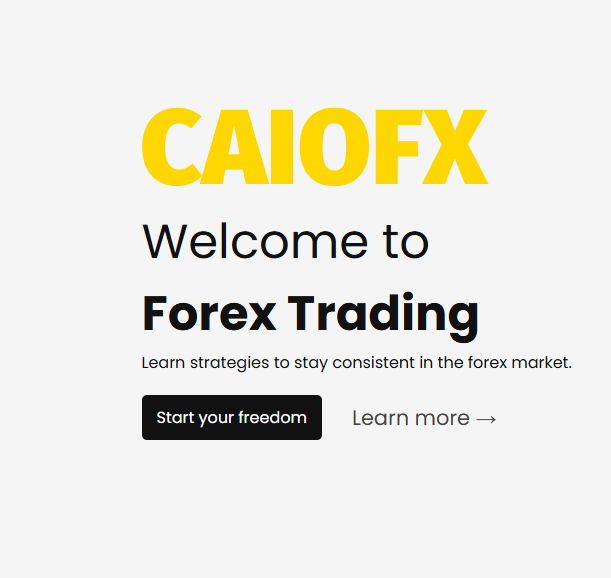 CAIOFX
Welcome to
Forex Trading
Learn strategies to stay consistent in the forex market.
Start your freedom
Learn more →